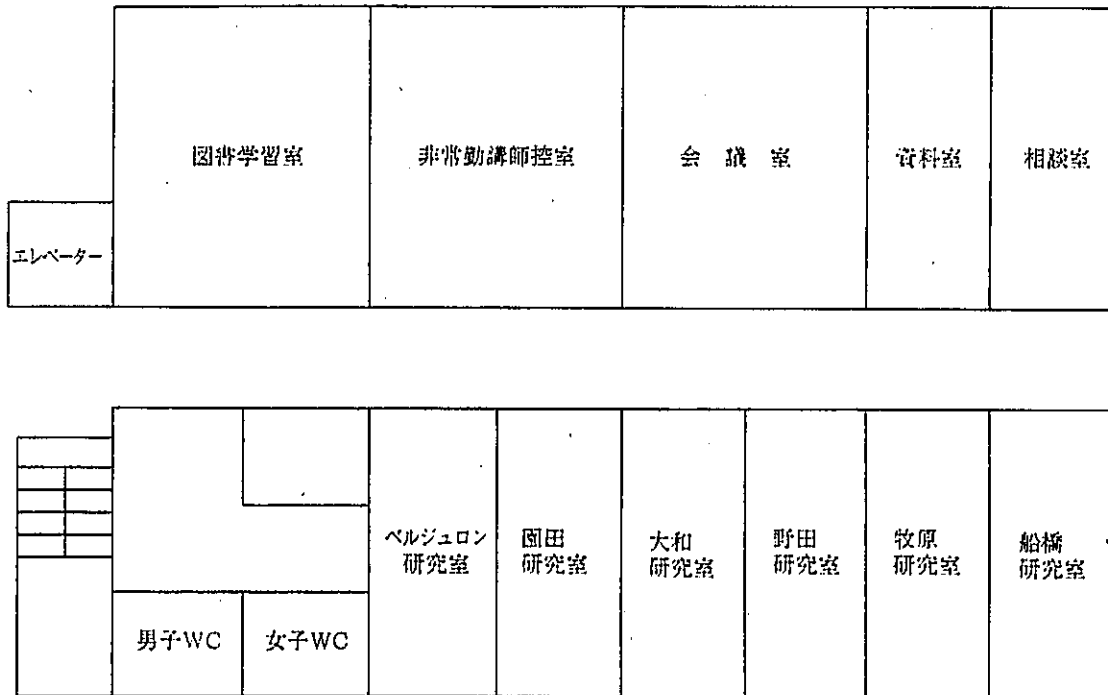 図書学習室
非常勤講師控室
会議室
資料室
相談室
エレベーター
ベルジュロン
研究室
園田
研究室
大和
研究室
野田
研究室
牧原
研究室
船橋
研究室
男子WC
女子WC